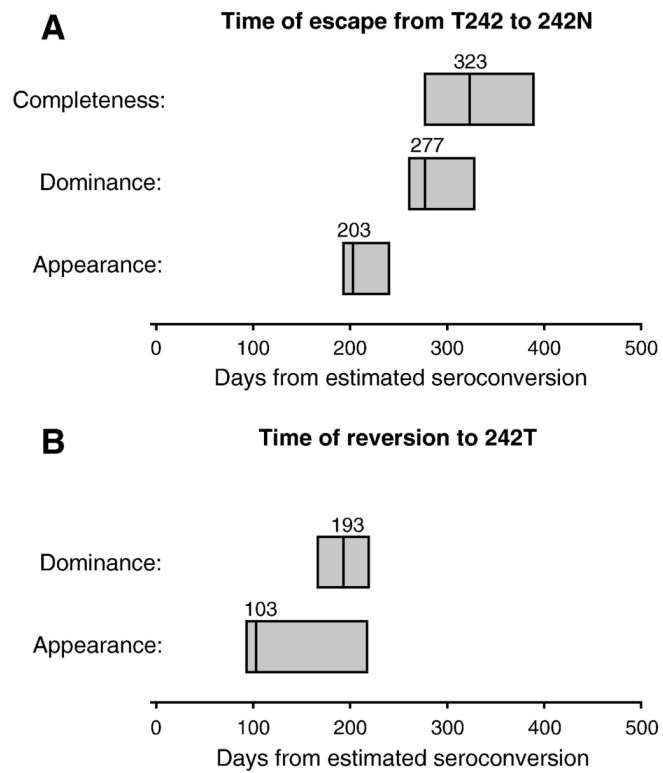 A
Time of escape from T242 to 242N
323
Completeness:
277
Dominance:
203
Appearance:
0 100 200 300 400 500
Days from estimated seroconversion
B
Time of reversion to 242T
193
Dominance:
103
Appearance:
0 100 200 300 400 500
Days from estimated seroconversion